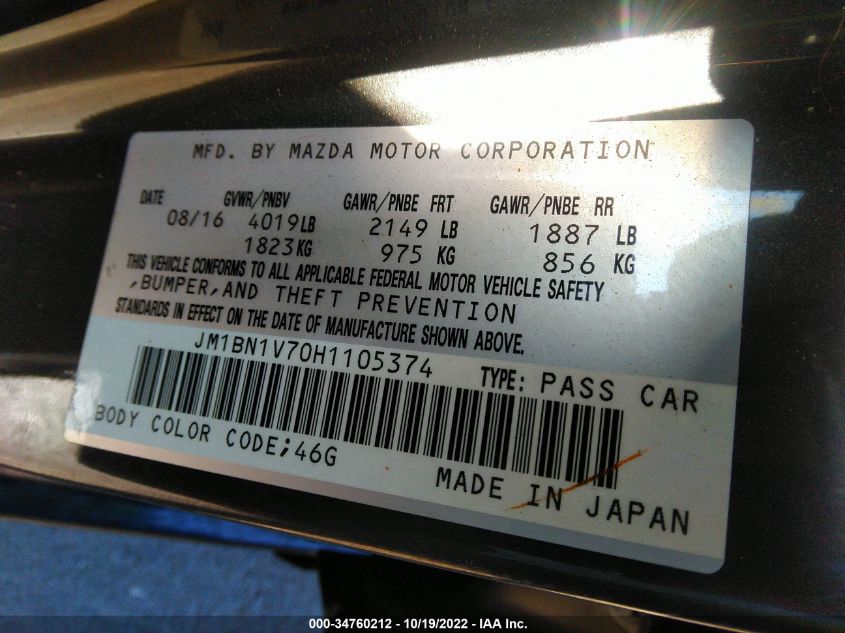 MFD. BY MAZDA MOTOR CORPORATION
DATE GVWR/PNBV GAWR/PNBE FRT GAWR/PNBE RR
08/16 4019LB 2149 LB 1887 LB
1823KG 975 KG 856 KG
THIS VEHICLE CONFORMS TO ALL APPLICABLE FEDERAL MOTOR VEHICLE SAFETY
,BUMPER,AND THEFT PREVENTION
STANDARDS IN EFFECT ON THE DATE OF MANUFACTURE SHOWN ABOVE.
JM1BN1V70H1105374 TYPE: PASS CAR
BODY COLOR CODE;46G
MADE IN JAPAN
000-34760212 - 10/19/2022 - IAA Inc.